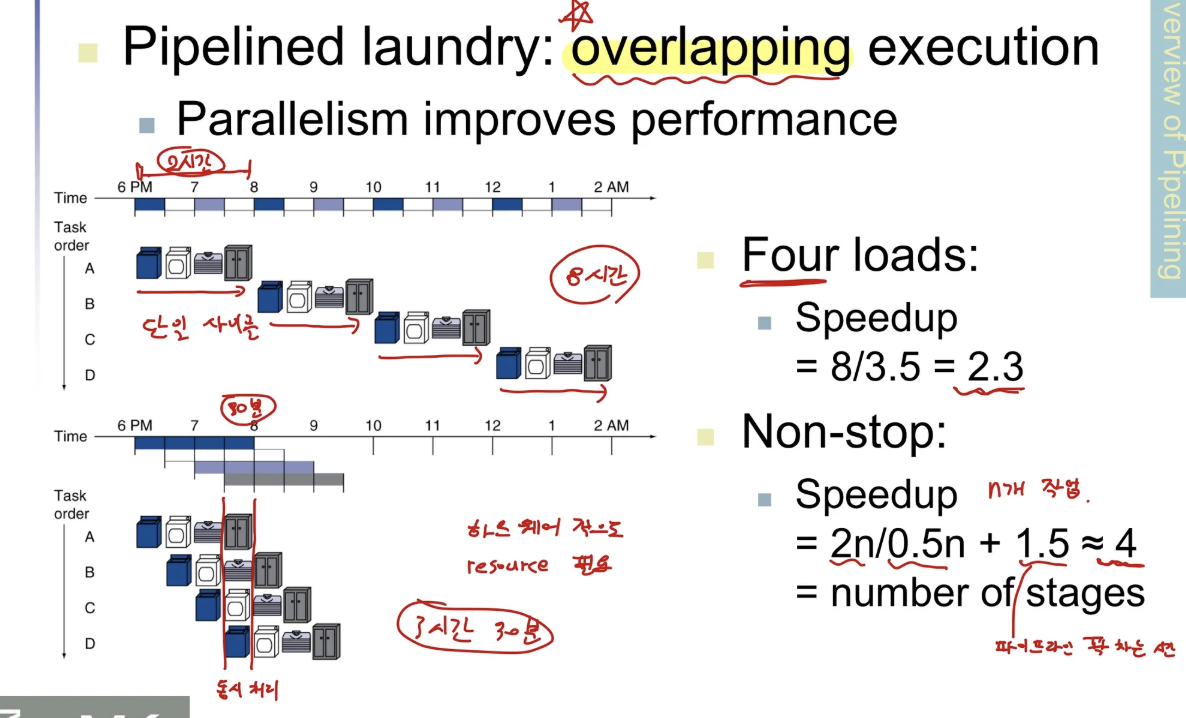 Pipelined laundry: overlapping execution
Parallelism improves performance
2시간
6 PM 7 8 9 10 11 12 1 2 AM
Time
Task
order
A
B
C
D
단일 사이클
8시간
30분
6 PM 7 8 9 10 11 12 1 2 AM
Time
Task
order
A
B
C
D
하드웨어
resource 필요
3시간 30분
동시 처리
Four loads:
Speedup
= 8/3.5 = 2.3
Non-stop:
Speedup n개 작업.
= 2n/0.5n + 1.5 ≈ 4
= number of stages
파이프라인 꽉 차는 시간
verview of Pipelining